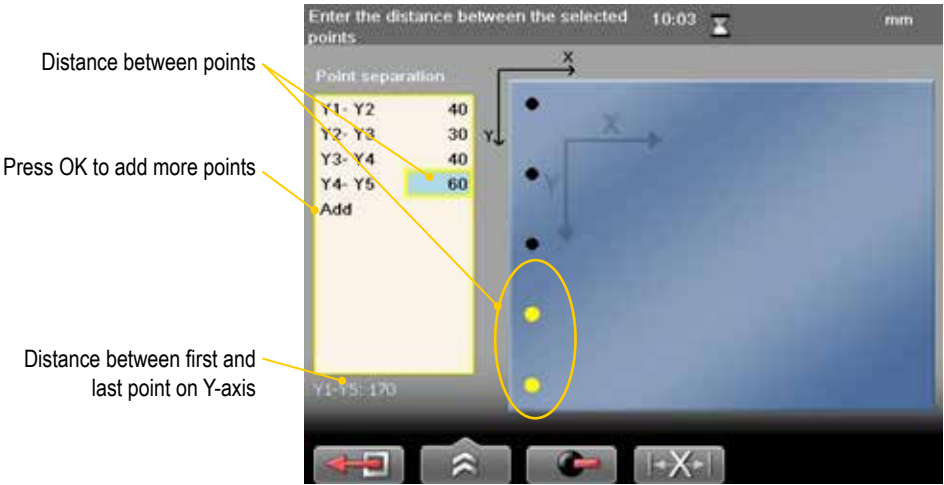 Enter the distance between the selected
points
10:03
mm
Distance between points
Point separation
X
Y1- Y2 40
Y2- Y3 30
Y
X
Y3- Y4 40
Press OK to add more points
Y4- Y5 60
Y
Add
Distance between first and
last point on Y-axis
Y1-Y5: 170
X